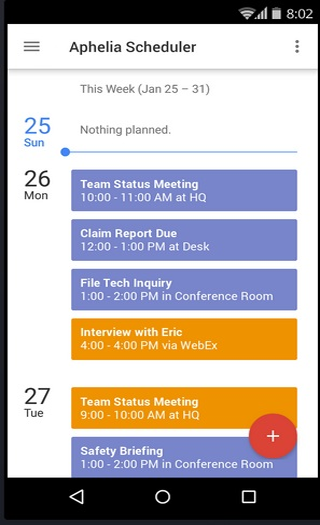 8:02
Aphelia Scheduler
This Week (Jan 25 – 31)
25
Sun
Nothing planned.
26
Mon
Team Status Meeting
10:00 - 11:00 AM at HQ
Claim Report Due
12:00 - 1:00 PM at Desk
File Tech Inquiry
1:00 - 2:00 PM in Conference Room
Interview with Eric
4:00 - 4:00 PM via WebEx
27
Tue
Team Status Meeting
9:00 - 10:00 AM at HQ
Safety Briefing
1:00 - 2:00 PM in Conference Room